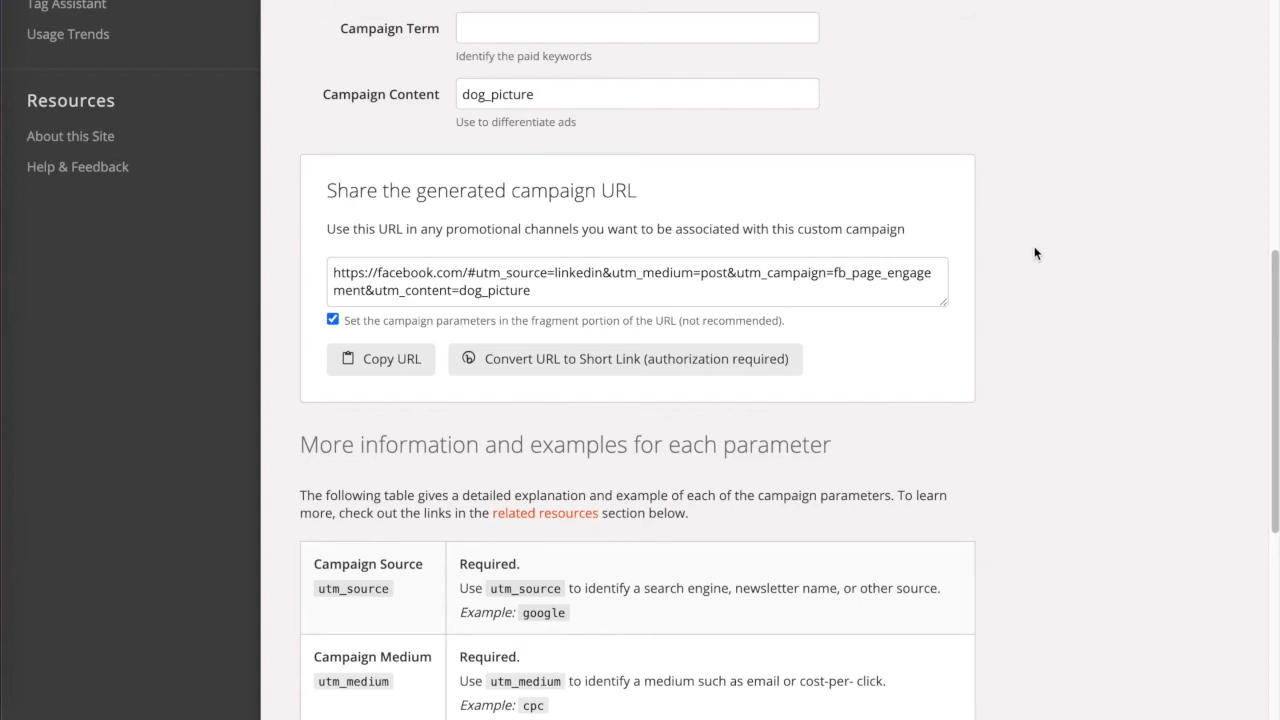 Tag Assistant
Usage Trends
Resources
About this Site
Help & Feedback
Campaign Term
Identify the paid keywords
Campaign Content
dog_picture
Use to differentiate ads
Share the generated campaign URL
Use this URL in any promotional channels you want to be associated with this custom campaign
https://facebook.com/#utm_source=linkedin&utm_medium=post&utm_campaign=fb_page_engage
ment&utm_content=dog_picture
Set the campaign parameters in the fragment portion of the URL (not recommended).
Copy URL
Convert URL to Short Link (authorization required)
More information and examples for each parameter
The following table gives a detailed explanation and example of each of the campaign parameters. To learn
more, check out the links in the related resources section below.
Campaign Source
utm_source
Required.
Use utm_source to identify a search engine, newsletter name, or other source.
Example: google
Campaign Medium
utm_medium
Required.
Use utm_medium to identify a medium such as email or cost-per- click.
Example: cpc